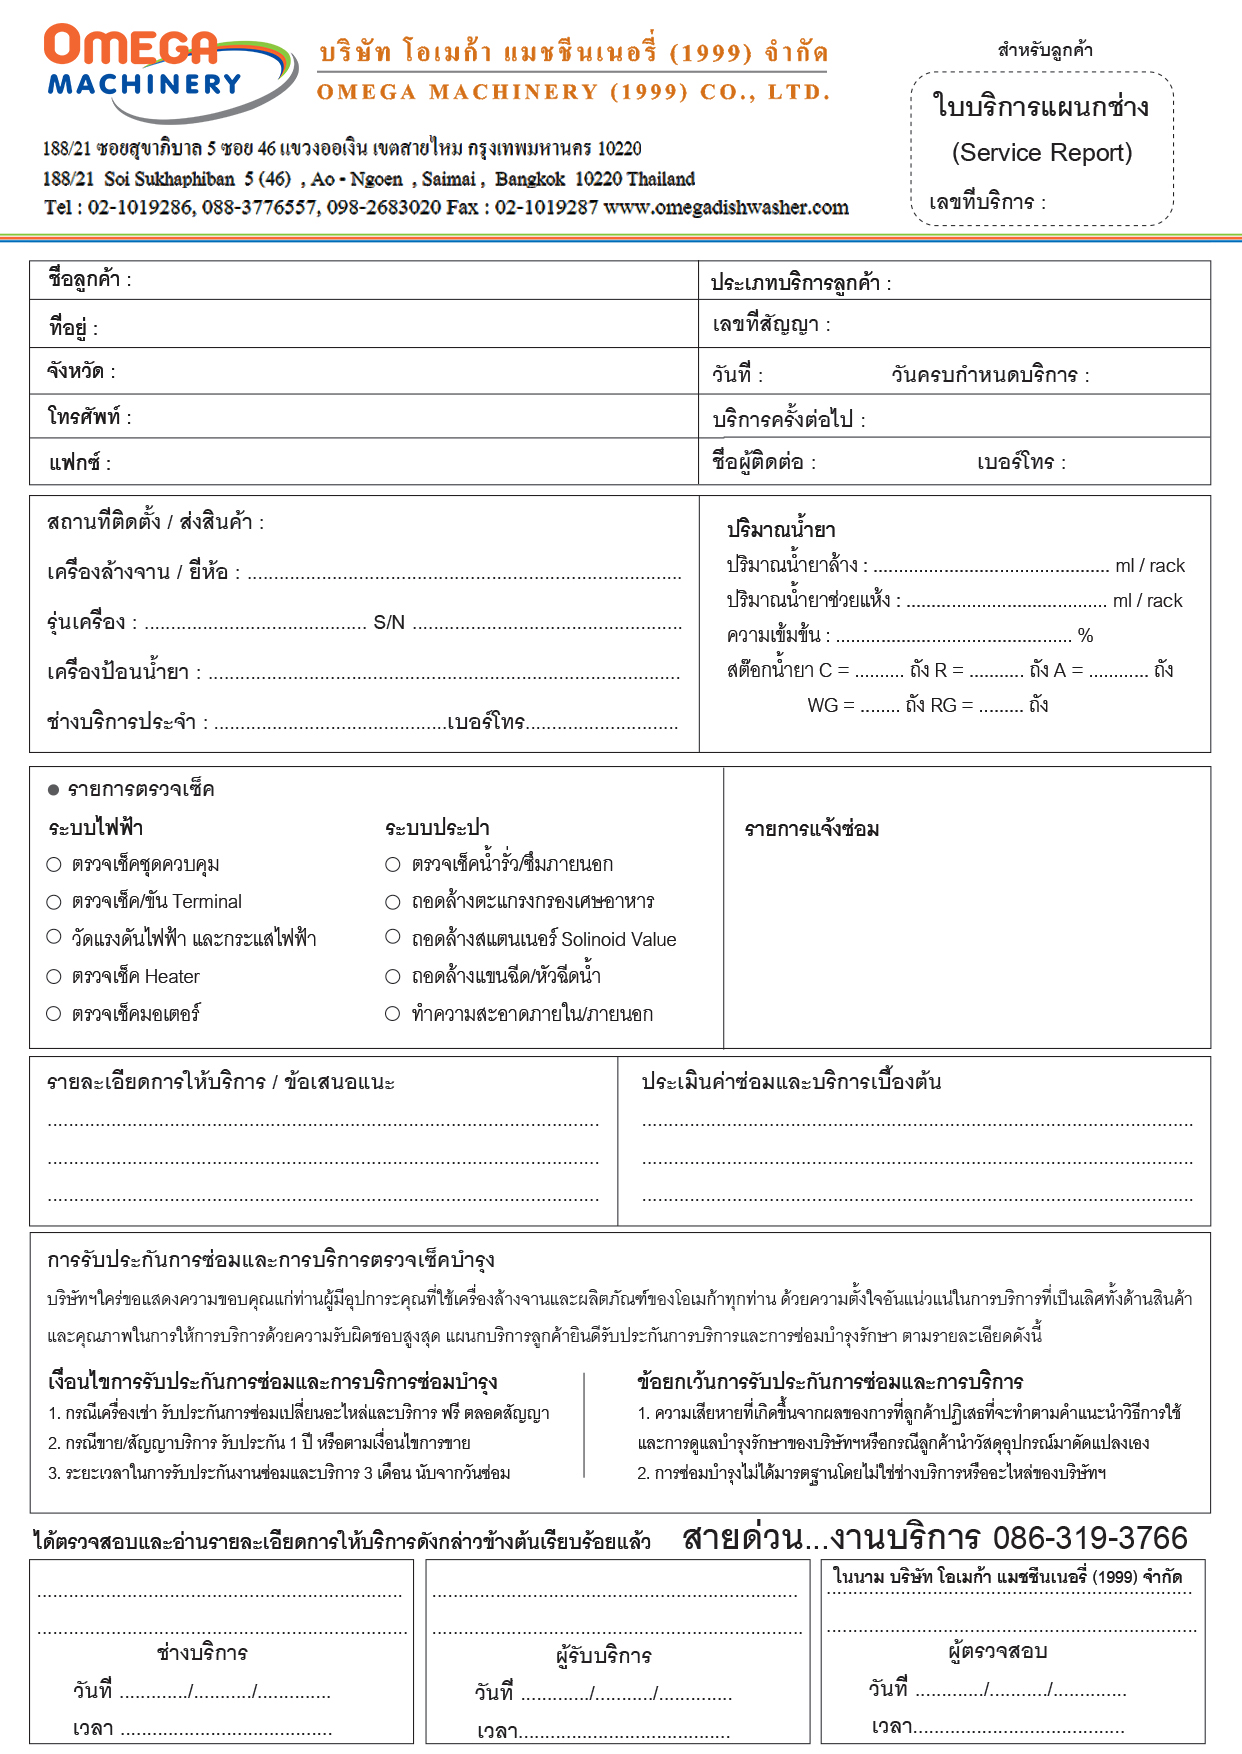 OMEGA
MACHINERY
บริษัท โอเมก้า แมชชีนเนอรี่ (1999) จำกัด
OMEGA MACHINERY (1999) CO., LTD.
188/21 ซอยสุขาภิบาล 5 ซอย 46 แขวงออเงิน เขตสายไหม กรุงเทพมหานคร 10220
188/21 Soi Sukhaphiban 5 (46) , Ao - Ngoen , Saimai , Bangkok 10220 Thailand
Tel : 02-1019286, 088-3776557, 098-2683020 Fax : 02-1019287 www.omegadishwasher.com
สำหรับลูกค้า
ใบบริการแผนกช่าง
(Service Report)
เลขที่บริการ :
ชื่อลูกค้า :
ประเภทบริการลูกค้า :
ที่อยู่ :
เลขที่สัญญา :
จังหวัด :
วันที่ : วันครบกำหนดบริการ :
โทรศัพท์ :
บริการครั้งต่อไป :
แฟกซ์ :
ชื่อผู้ติดต่อ : เบอร์โทร :
สถานที่ติดตั้ง / ส่งสินค้า :
เครื่องล้างจาน / ยี่ห้อ : ..................................................................................
รุ่นเครื่อง : .......................................... S/N ...................................................
เครื่องป้อนน้ำยา : .........................................................................................
ช่างบริการประจำ : ............................................เบอร์โทร.............................
ปริมาณน้ำยา
ปริมาณน้ำยาล้าง : ............................................... ml / rack
ปริมาณน้ำยาช่วยแห้ง : ........................................ ml / rack
ความเข้มข้น : ............................................... %
สต๊อกน้ำยา C = .......... ถัง R = ........... ถัง A = ............ ถัง
WG = ........ ถัง RG = ......... ถัง
● รายการตรวจเช็ค
ระบบไฟฟ้า
○ ตรวจเช็คชุดควบคุม
○ ตรวจเช็ค/ขัน Terminal
○ วัดแรงดันไฟฟ้า และกระแสไฟฟ้า
○ ตรวจเช็ค Heater
○ ตรวจเช็คมอเตอร์
ระบบประปา
○ ตรวจเช็คน้ำรั่ว/ซึมภายนอก
○ ถอดล้างตะแกรงกรองเศษอาหาร
○ ถอดล้างสแตนเนอร์ Solinoid Value
○ ถอดล้างแขนฉีด/หัวฉีดน้ำ
○ ทำความสะอาดภายใน/ภายนอก
รายการแจ้งซ่อม
รายละเอียดการให้บริการ / ข้อเสนอแนะ
........................................................................................................
........................................................................................................
........................................................................................................
ประเมินค่าซ่อมและบริการเบื้องต้น
........................................................................................................
........................................................................................................
........................................................................................................
การรับประกันการซ่อมและการบริการตรวจเช็คบำรุง
บริษัทฯใคร่ขอแสดงความขอบคุณแก่ท่านผู้มีอุปการะคุณที่ใช้เครื่องล้างจานและผลิตภัณฑ์ของโอเมก้าทุกท่าน ด้วยความตั้งใจอันแน่วแน่ในการบริการที่เป็นเลิศทั้งด้านสินค้า
และคุณภาพในการให้การบริการด้วยความรับผิดชอบสูงสุด แผนกบริการลูกค้ายินดีรับประกันการบริการและการซ่อมบำรุงรักษา ตามรายละเอียดดังนี้
เงื่อนไขการรับประกันการซ่อมและการบริการซ่อมบำรุง
1. กรณีเครื่องเช่า รับประกันการซ่อมเปลี่ยนอะไหล่และบริการ ฟรี ตลอดสัญญา
2. กรณีขาย/สัญญาบริการ รับประกัน 1 ปี หรือตามเงื่อนไขการขาย
3. ระยะเวลาในการรับประกันงานซ่อมและบริการ 3 เดือน นับจากวันซ่อม
ข้อยกเว้นการรับประกันการซ่อมและการบริการ
1. ความเสียหายที่เกิดขึ้นจากผลของการที่ลูกค้าปฏิเสธที่จะทำตามคำแนะนำวิธีการใช้
และการดูแลบำรุงรักษาของบริษัทฯหรือกรณีลูกค้านำวัสดุอุปกรณ์มาดัดแปลงเอง
2. การซ่อมบำรุงไม่ได้มารตฐานโดยไม่ใช่ช่างบริการหรืออะไหล่ของบริษัทฯ
ได้ตรวจสอบและอ่านรายละเอียดการให้บริการดังกล่าวข้างต้นเรียบร้อยแล้ว
สายด่วน...งานบริการ 086-319-3766
.....................................................................
......................................................................
ช่างบริการ
วันที่ ............./.........../..............
เวลา ........................................
.....................................................................
......................................................................
ผู้รับบริการ
วันที่ ............./.........../..............
เวลา........................................
ในนาม บริษัท โอเมก้า แมชชีนเนอรี่ (1999) จำกัด
.....................................................................
......................................................................
ผู้ตรวจสอบ
วันที่ ............./.........../..............
เวลา........................................